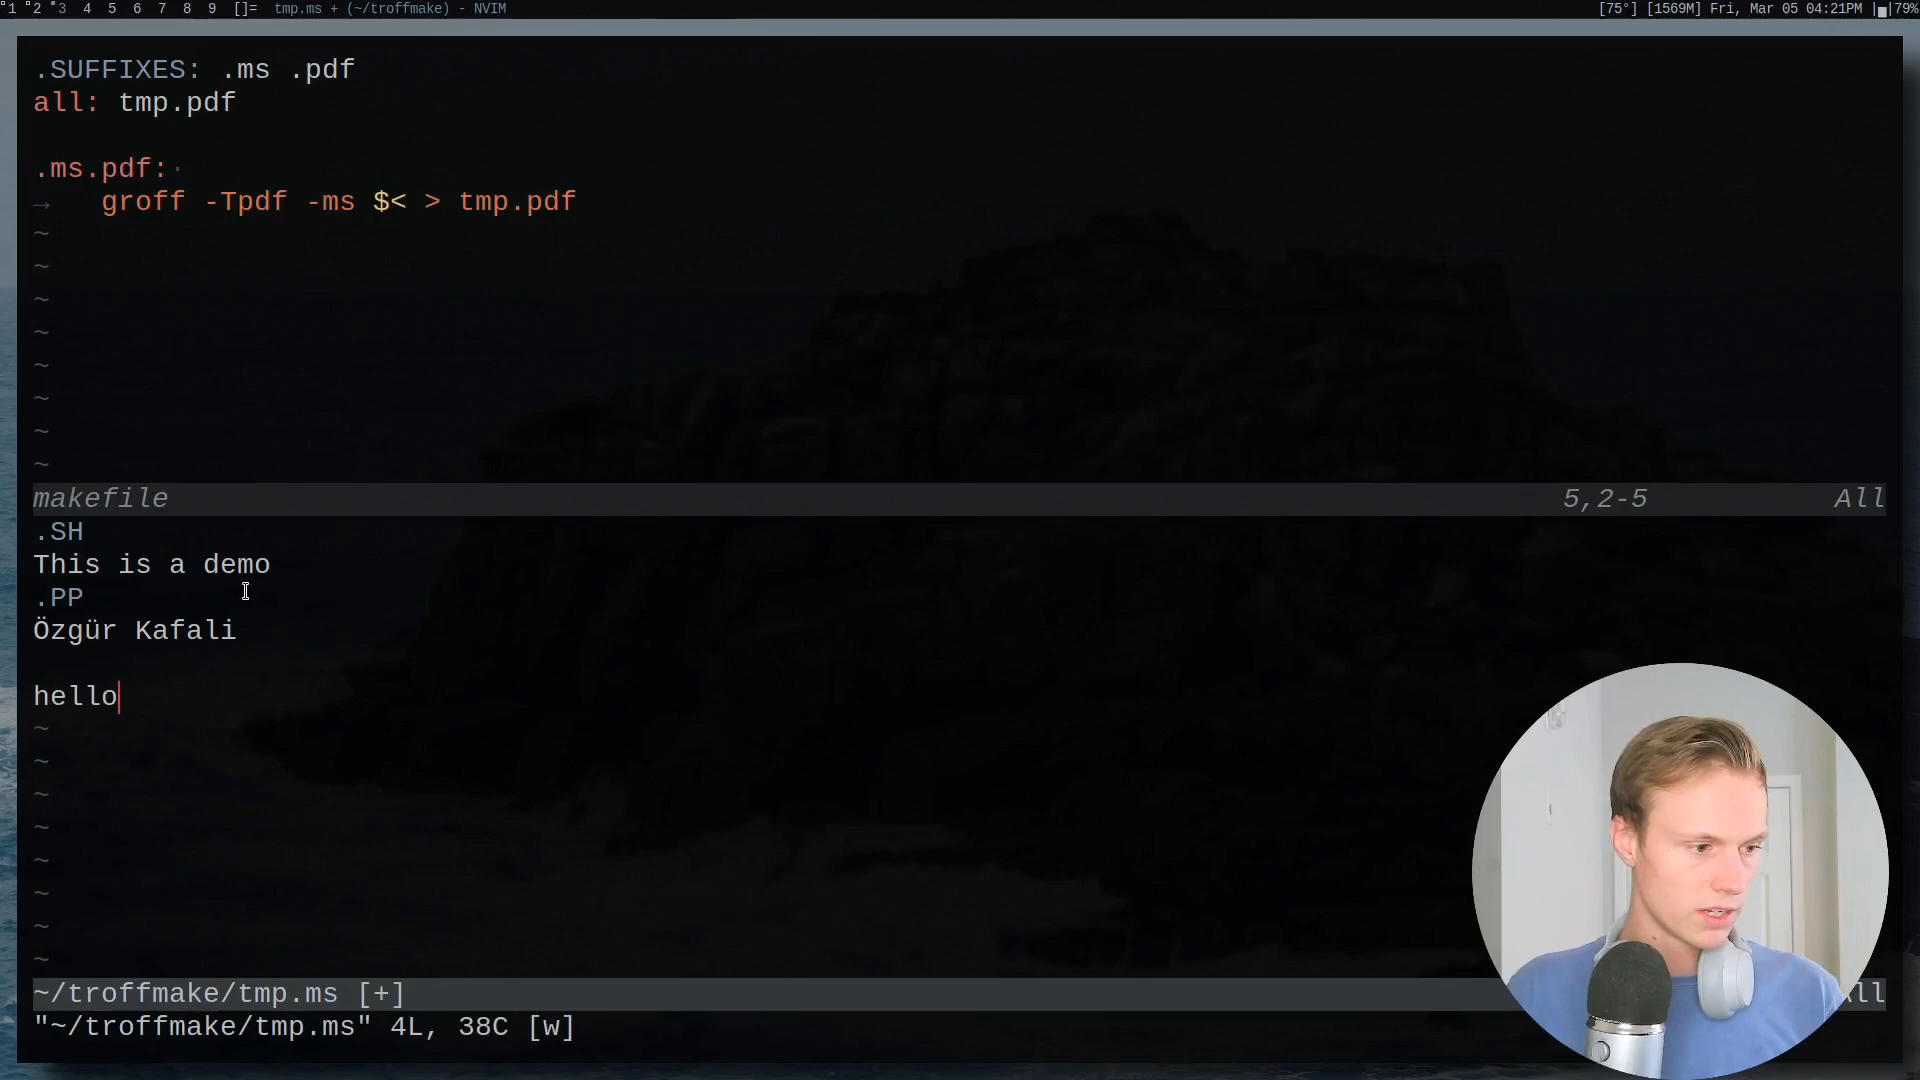 1 2 3 4 5 6 7 8 9 []= tmp.ms + (~/troffmake) - NVIM [75°] [1569M] Fri, Mar 05 04:21PM |▄|79%
.SUFFIXES: .ms .pdf
all: tmp.pdf
.ms.pdf:·
→ groff -Tpdf -ms $< > tmp.pdf
~
~
~
~
~
~
~
~
makefile 5,2-5 All
.SH
This is a demo
.PP
Özgür Kafali
hello
~
~
~
~
~
~
~
~
~/troffmake/tmp.ms [+] All
"~/troffmake/tmp.ms" 4L, 38C [w]